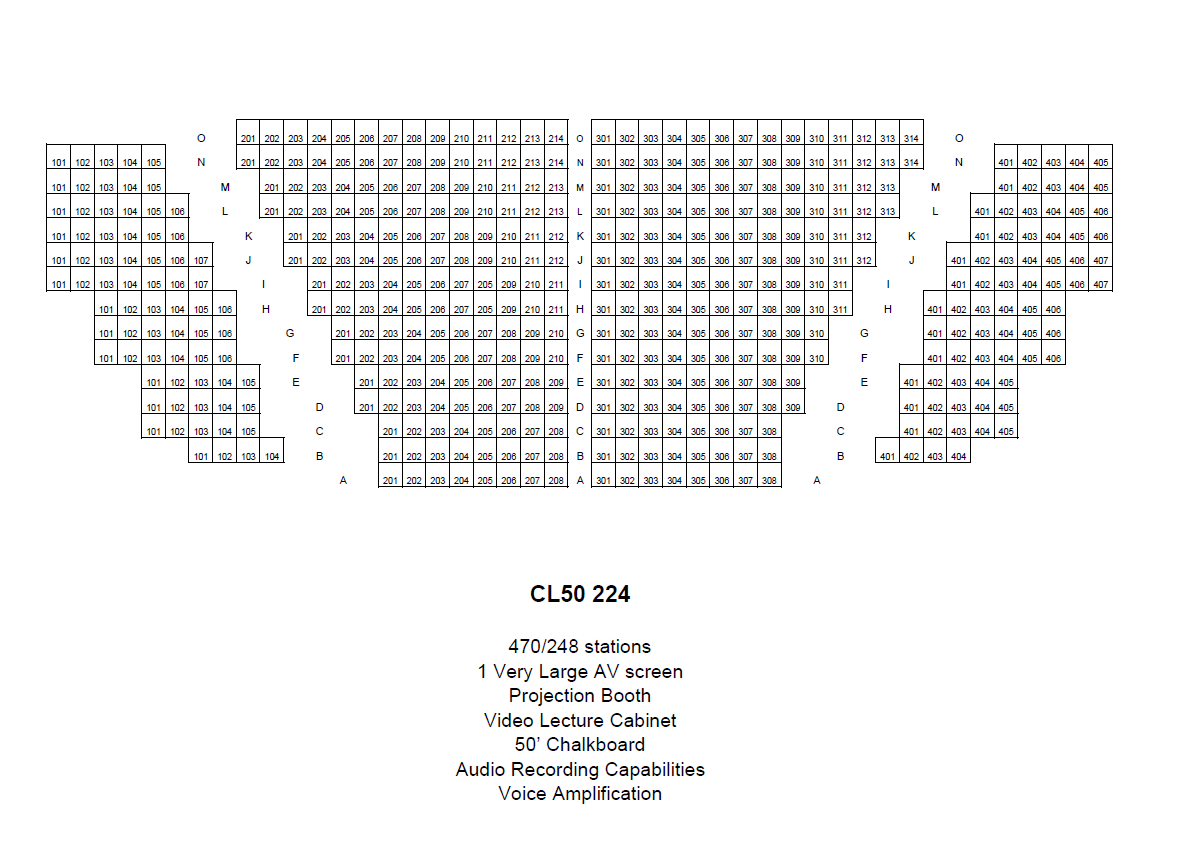 O 201 202 203 204 205 206 207 208 209 210 211 212 213 214 O 301 302 303 304 305 306 307 308 309 310 311 312 313 314 O
101 102 103 104 105 N 201 202 203 204 205 206 207 208 209 210 211 212 213 214 N 301 302 303 304 305 306 307 308 309 310 311 312 313 314 N 401 402 403 404 405
101 102 103 104 105 M 201 202 203 204 205 206 207 208 209 210 211 212 213 M 301 302 303 304 305 306 307 308 309 310 311 312 313 M 401 402 403 404 405
101 102 103 104 105 106 L 201 202 203 204 205 206 207 208 209 210 211 212 213 L 301 302 303 304 305 306 307 308 309 310 311 312 313 L 401 402 403 404 405 406
101 102 103 104 105 106 K 201 202 203 204 205 206 207 208 209 210 211 212 K 301 302 303 304 305 306 307 308 309 310 311 312 K 401 402 403 404 405 406
101 102 103 104 105 106 107 J 201 202 203 204 205 206 207 208 209 210 211 212 J 301 302 303 304 305 306 307 308 309 310 311 312 J 401 402 403 404 405 406 407
101 102 103 104 105 106 107 I 201 202 203 204 205 206 207 208 209 210 211 I 301 302 303 304 305 306 307 308 309 310 311 I 401 402 403 404 405 406 407
101 102 103 104 105 106 H 201 202 203 204 205 206 207 208 209 210 211 H 301 302 303 304 305 306 307 308 309 310 311 H 401 402 403 404 405 406
101 102 103 104 105 106 G 201 202 203 204 205 206 207 208 209 210 G 301 302 303 304 305 306 307 308 309 310 G 401 402 403 404 405 406
101 102 103 104 105 106 F 201 202 203 204 205 206 207 208 209 210 F 301 302 303 304 305 306 307 308 309 310 F 401 402 403 404 405 406
101 102 103 104 105 E 201 202 203 204 205 206 207 208 209 E 301 302 303 304 305 306 307 308 309 E 401 402 403 404 405
101 102 103 104 105 D 201 202 203 204 205 206 207 208 209 D 301 302 303 304 305 306 307 308 309 D 401 402 403 404 405
101 102 103 104 105 C 201 202 203 204 205 206 207 208 C 301 302 303 304 305 306 307 308 C 401 402 403 404 405
101 102 103 104 B 201 202 203 204 205 206 207 208 B 301 302 303 304 305 306 307 308 B 401 402 403 404
A 201 202 203 204 205 206 207 208 A 301 302 303 304 305 306 307 308 A
CL50 224
470/248 stations
1 Very Large AV screen
Projection Booth
Video Lecture Cabinet
50’ Chalkboard
Audio Recording Capabilities
Voice Amplification